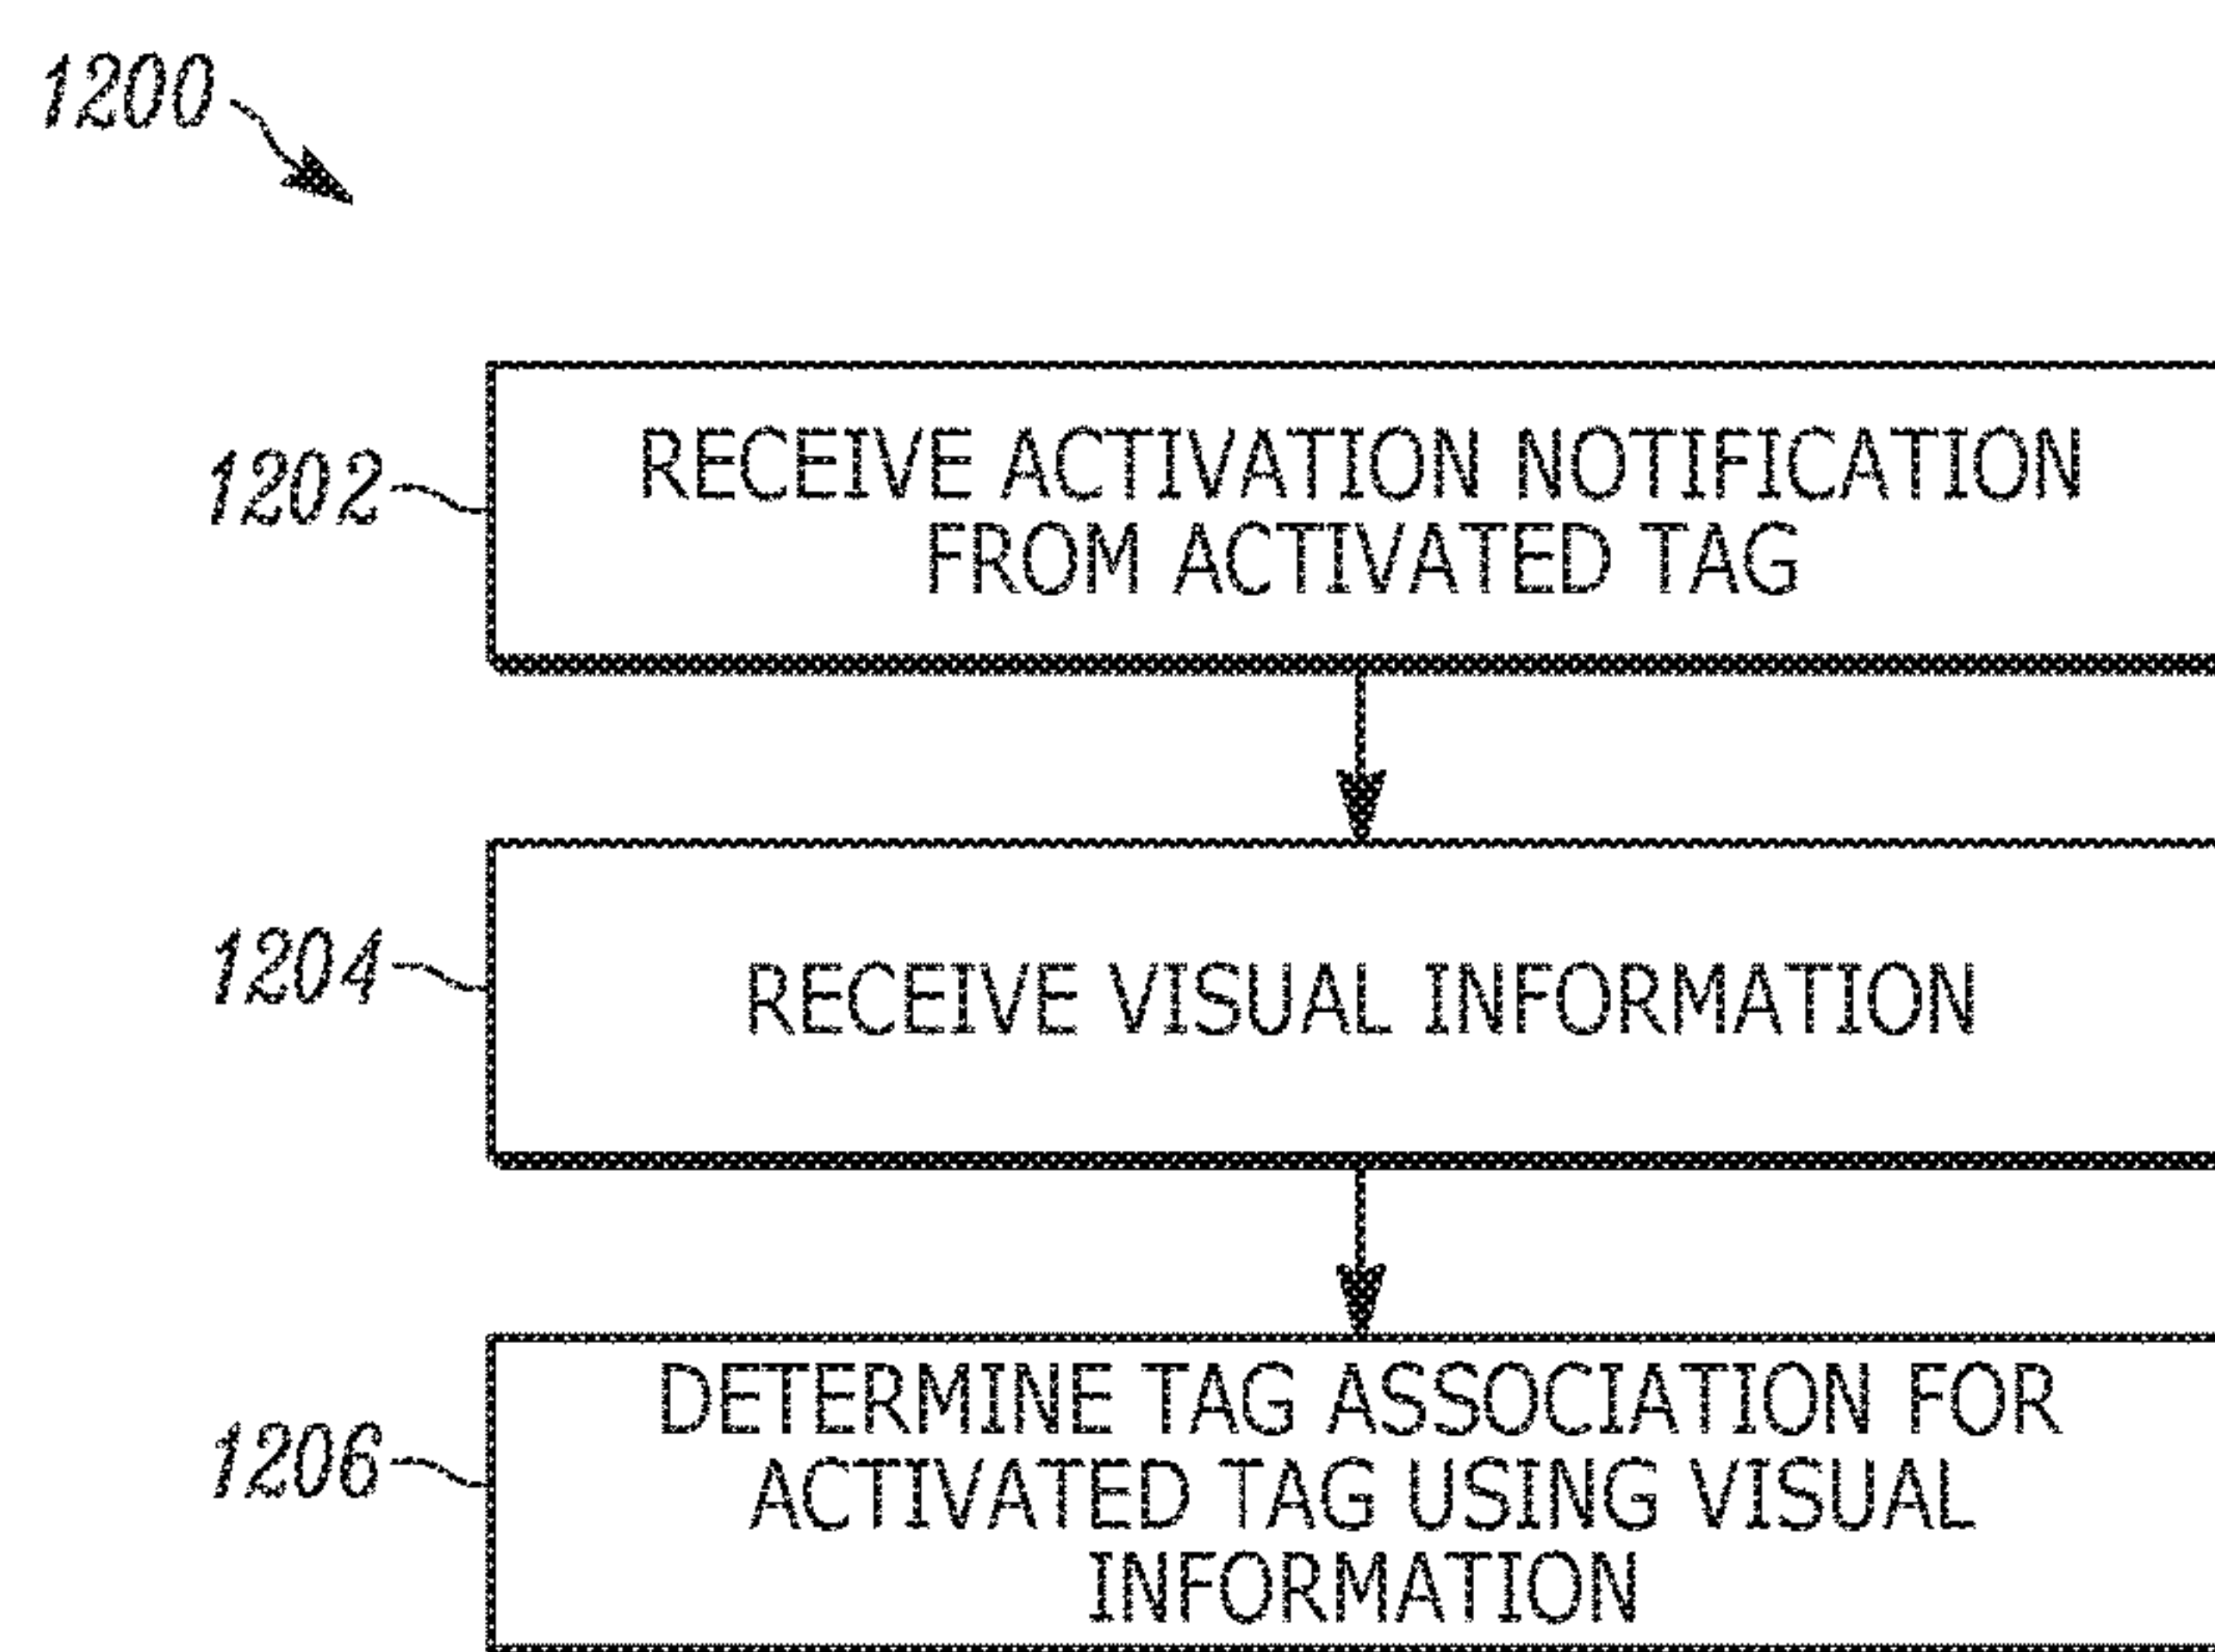 1200
1202
RECEIVE ACTIVATION NOTIFICATION
FROM ACTIVATED TAG
1204
RECEIVE VISUAL INFORMATION
1206
DETERMINE TAG ASSOCIATION FOR
ACTIVATED TAG USING VISUAL
INFORMATION